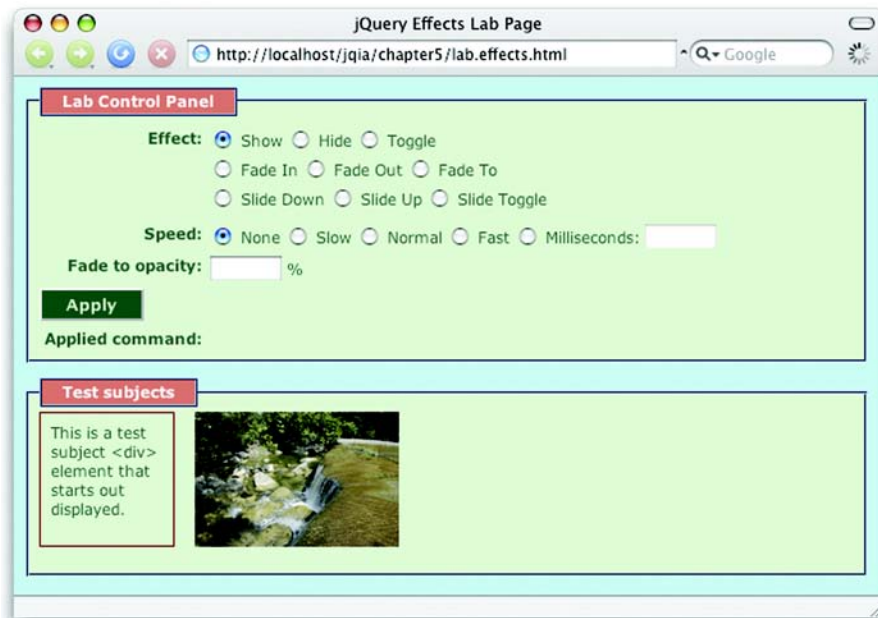 jQuery Effects Lab Page
http://localhost/jqia/chapter5/lab.effects.html
Google
Lab Control Panel
Effect: Show Hide Toggle
Fade In Fade Out Fade To
Slide Down Slide Up Slide Toggle
Speed: None Slow Normal Fast Milliseconds:
Fade to opacity: %
Apply
Applied command:
Test subjects
This is a test
subject <div>
element that
starts out
displayed.